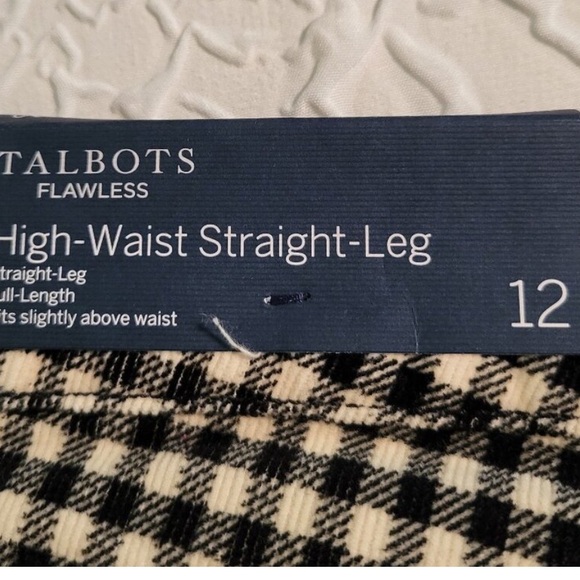 TALBOTS
FLAWLESS
High-Waist Straight-Leg
traight-Leg
ull-Length
ts slightly above waist
12